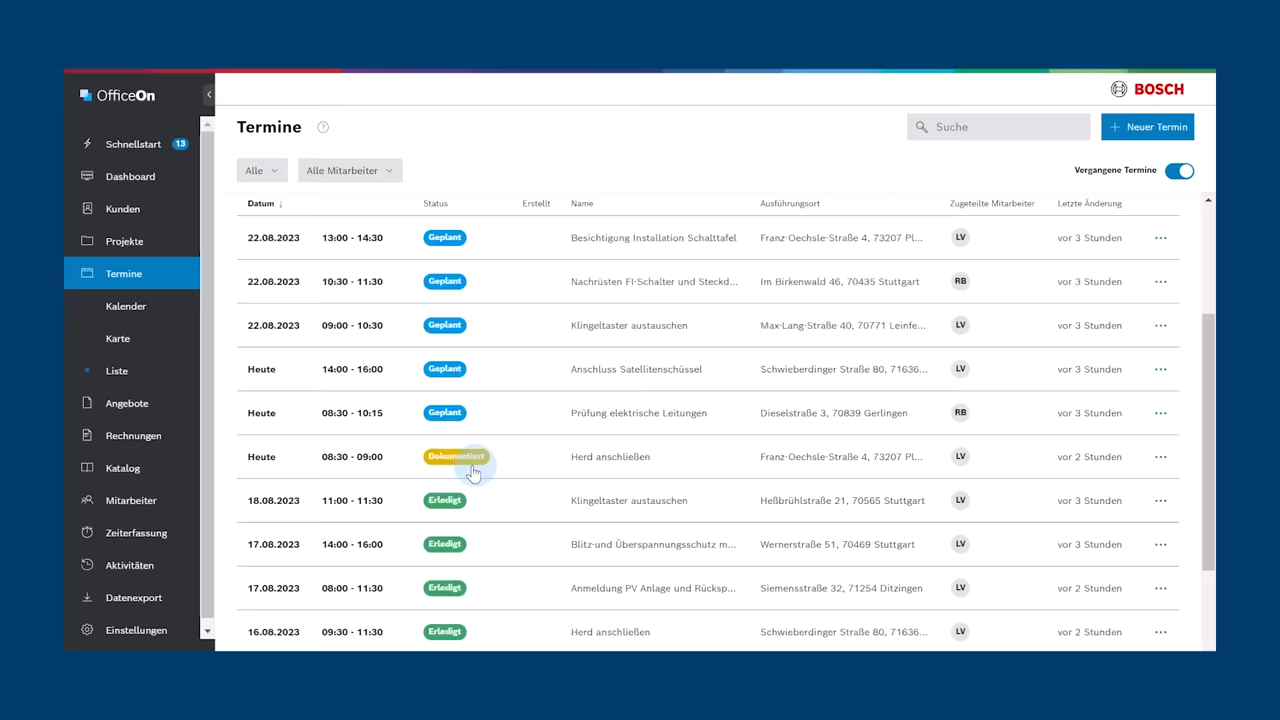 OfficeOn
BOSCH
Schnellstart 13
Dashboard
Kunden
Projekte
Termine
Kalender
Karte
Liste
Angebote
Rechnungen
Katalog
Mitarbeiter
Zeiterfassung
Aktivitäten
Datenexport
Einstellungen
Termine ? Suche + Neuer Termin
Alle Alle Mitarbeiter Vergangene Termine
Datum ↓ Status Erstellt Name Ausführungsort Zugeteilte Mitarbeiter Letzte Änderung
22.08.2023 13:00 - 14:30 Geplant Besichtigung Installation Schalttafel Franz-Oechsle-Straße 4, 73207 Pl... LV vor 3 Stunden ...
22.08.2023 10:30 - 11:30 Geplant Nachrüsten FI-Schalter und Steckd... Im Birkenwald 46, 70435 Stuttgart RB vor 3 Stunden ...
22.08.2023 09:00 - 10:30 Geplant Klingeltaster austauschen Max-Lang-Straße 40, 70771 Leinfe... LV vor 3 Stunden ...
Heute 14:00 - 16:00 Geplant Anschluss Satellitenschüssel Schwieberdinger Straße 80, 71636... LV vor 3 Stunden ...
Heute 08:30 - 10:15 Geplant Prüfung elektrische Leitungen Dieselstraße 3, 70839 Gerlingen RB vor 3 Stunden ...
Heute 08:30 - 09:00 Dokumentiert Herd anschließen Franz-Oechsle-Straße 4, 73207 Pl... LV vor 2 Stunden ...
18.08.2023 11:00 - 11:30 Erledigt Klingeltaster austauschen Heßbrühlstraße 21, 70565 Stuttgart LV vor 3 Stunden ...
17.08.2023 14:00 - 16:00 Erledigt Blitz-und Überspannungsschutz m... Wernerstraße 51, 70469 Stuttgart LV vor 3 Stunden ...
17.08.2023 08:00 - 11:30 Erledigt Anmeldung PV Anlage und Rücksp... Siemensstraße 32, 71254 Ditzingen LV vor 2 Stunden ...
16.08.2023 09:30 - 11:30 Erledigt Herd anschließen Schwieberdinger Straße 80, 71636... LV vor 2 Stunden ...